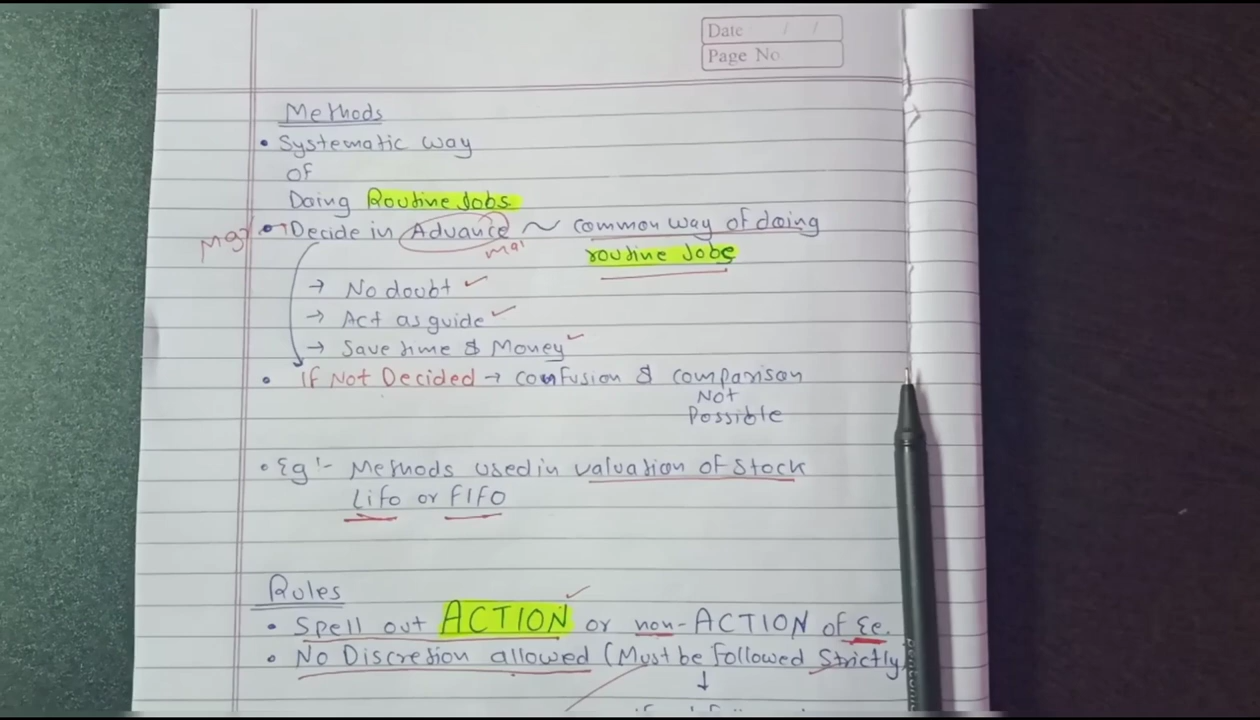 Date / /
Page No
Methods
• Systematic way
of
Doing Routine Jobs
Mgt • → Decide in Advance ~ common way of doing
routine Jobs
→ No doubt ✓
→ Act as guide ✓
→ Save time & Money ✓
• If Not Decided → confusion & comparison
Not
Possible
• Eg:- Methods used in valuation of Stock
Lifo or FIFO
Rules
• Spell out ACTION or non-ACTION of Ee.
• No Discretion allowed (Must be Followed Strictly)